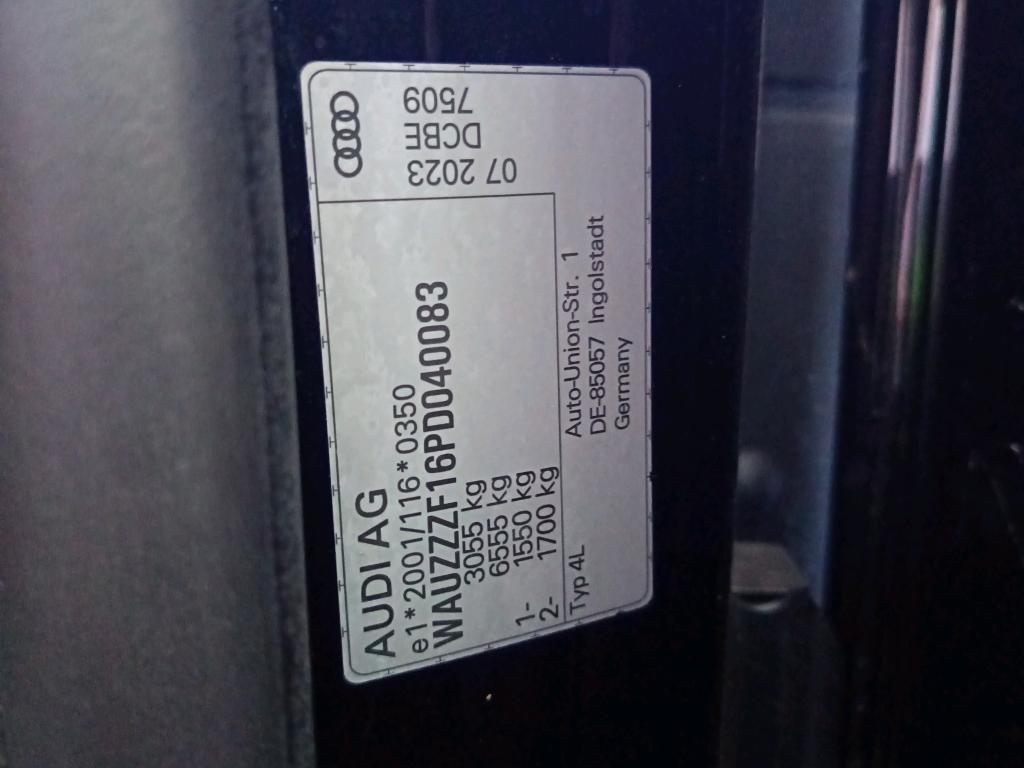 AUDI AG
e1*2001/116*0350
WAUZZZF16PD040083
3055 kg
6555 kg
1- 1550 kg
2- 1700 kg
Typ 4L
Auto-Union-Str. 1
DE-85057 Ingolstadt
Germany
07 2023
DCBE
7509